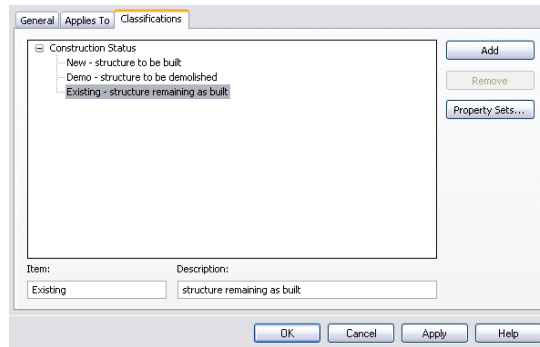 General Applies To Classifications
Construction Status
New - structure to be built
Demo - structure to be demolished
Existing - structure remaining as built
Add
Remove
Property Sets...
Item: Description:
Existing structure remaining as built
OK Cancel Apply Help